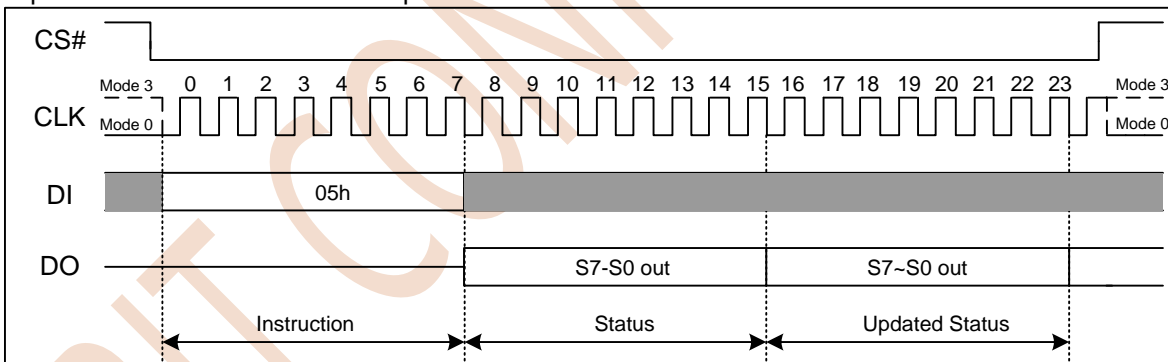 CS#
0 1 2 3 4 5 6 7 8 9 10 11 12 13 14 15 16 17 18 19 20 21 22 23
Mode 3 Mode 3
CLK
Mode 0 Mode 0
DI 05h
DO S7-S0 out S7~S0 out
Instruction Status Updated Status